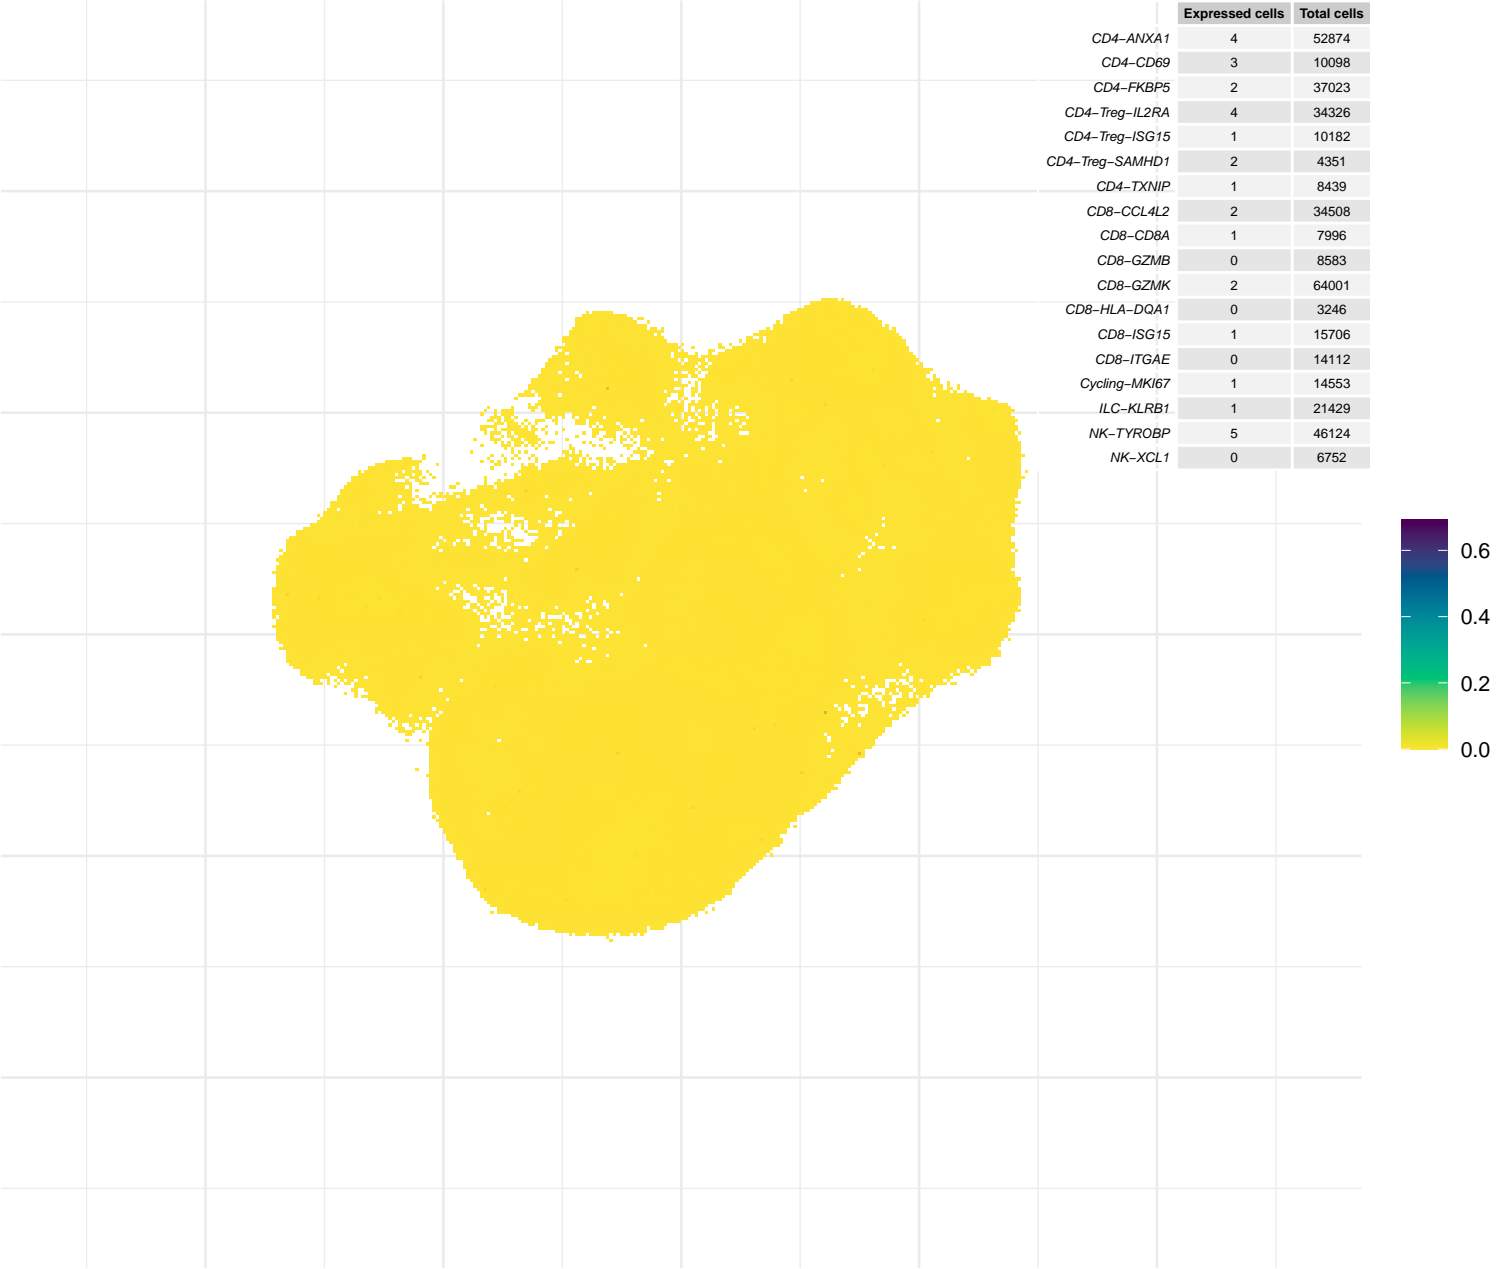 Expressed cells Total cells
CD4−ANXA1 4 52874
CD4−CD69 3 10098
CD4−FKBP5 2 37023
CD4−Treg−IL2RA 4 34326
CD4−Treg−ISG15 1 10182
CD4−Treg−SAMHD1 2 4351
CD4−TXNIP 1 8439
CD8−CCL4L2 2 34508
CD8−CD8A 1 7996
CD8−GZMB 0 8583
CD8−GZMK 2 64001
CD8−HLA−DQA1 0 3246
CD8−ISG15 1 15706
CD8−ITGAE 0 14112
Cycling−MKI67 1 14553
ILC−KLRB1 1 21429
NK−TYROBP 5 46124
NK−XCL1 0 6752
0.6
0.4
0.2
0.0